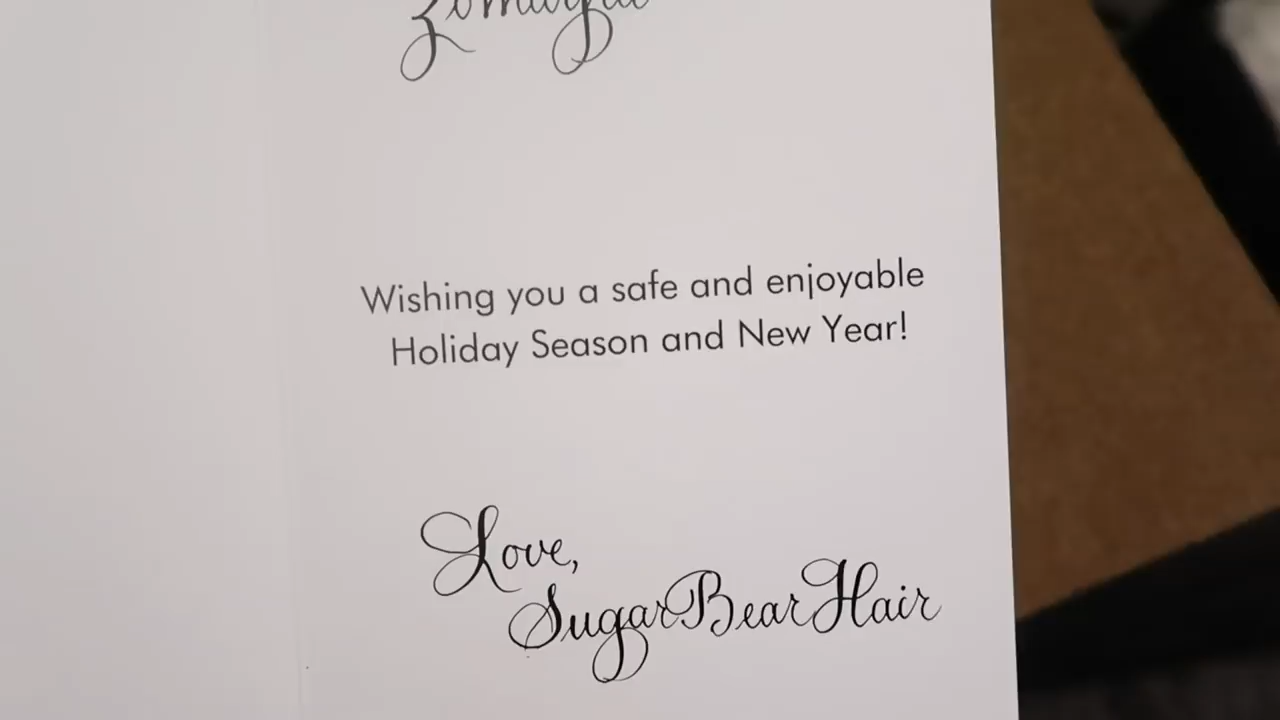 Wishing you a safe and enjoyable
Holiday Season and New Year!
Love,
SugarBearHair